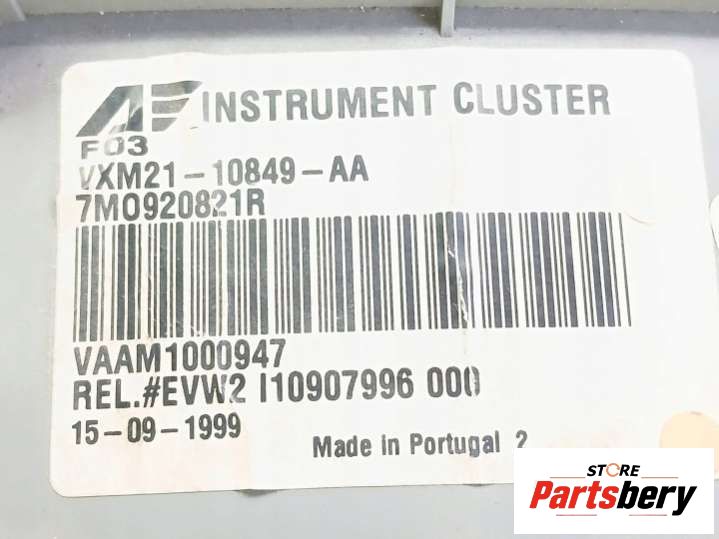 AE INSTRUMENT CLUSTER
F03
VXM21-10849-AA
7M0920821R
VAAM1000947
REL.#EVW2 I10907996 000
15-09-1999
Made in Portugal 2
STORE
Partsbery